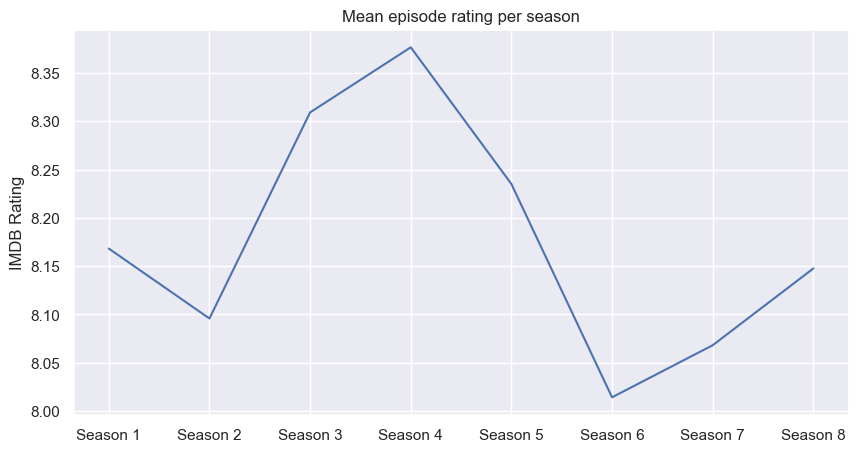 Mean episode rating per season
IMDB Rating
8.35
8.30
8.25
8.20
8.15
8.10
8.05
8.00
Season 1 Season 2 Season 3 Season 4 Season 5 Season 6 Season 7 Season 8